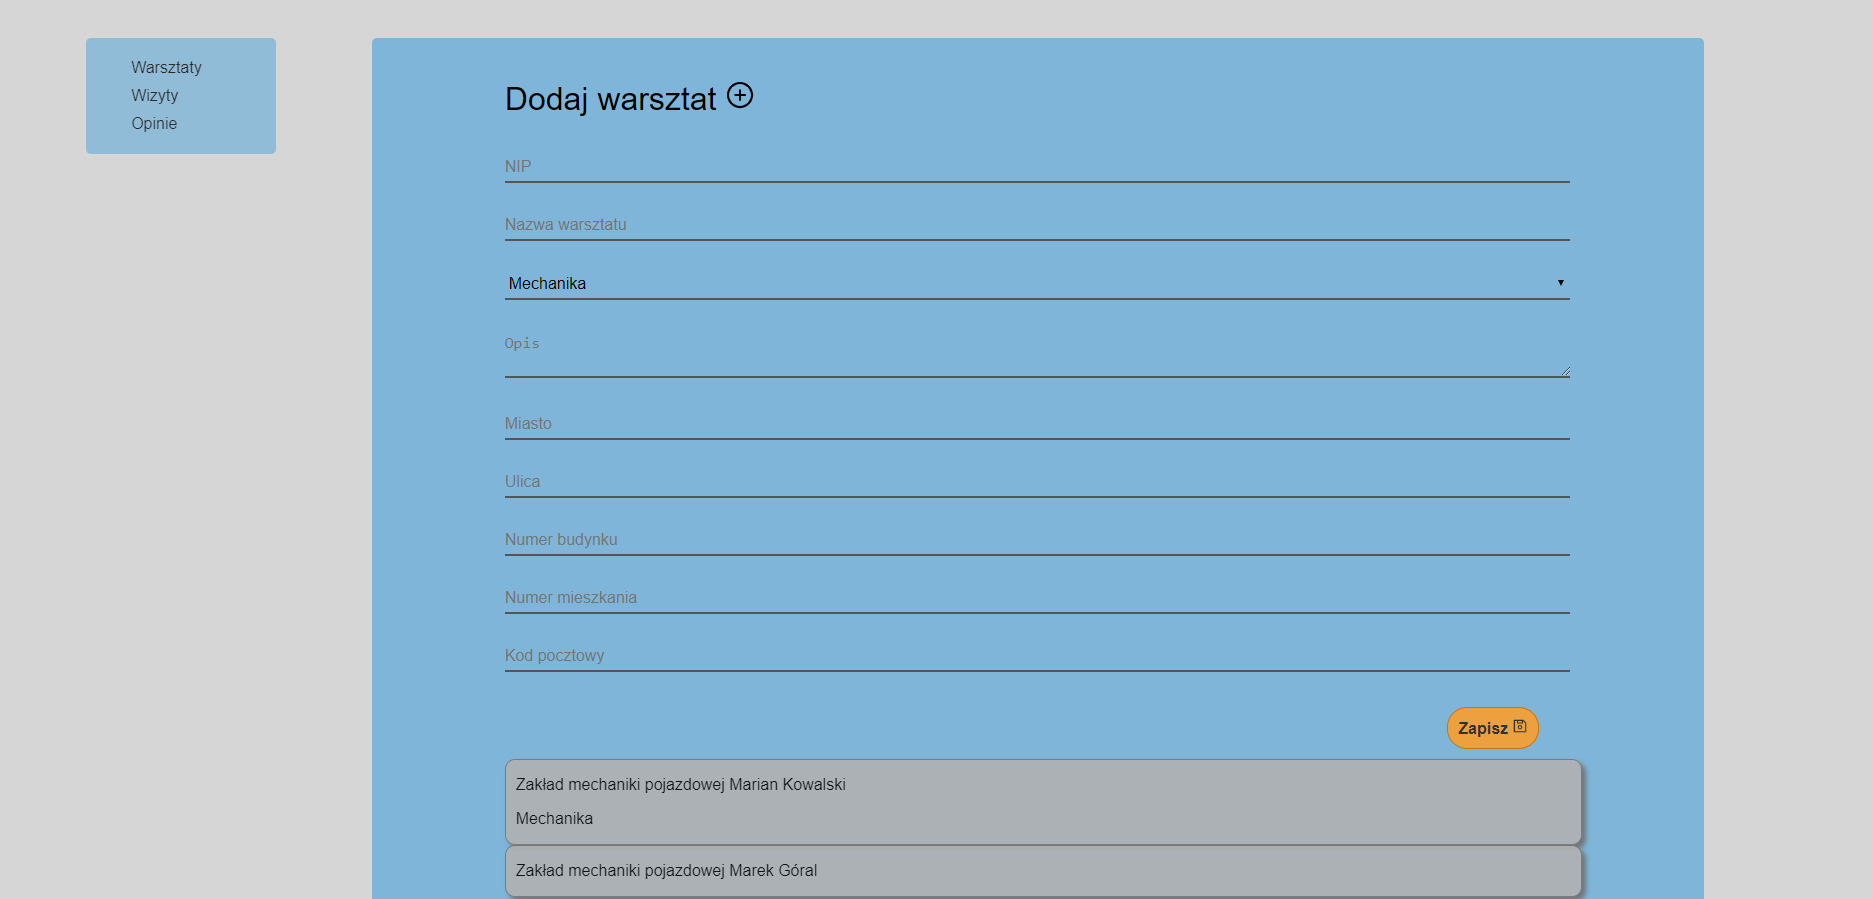 Warsztaty
Wizyty
Opinie
Dodaj warsztat
NIP
Nazwa warsztatu
Mechanika
Opis
Miasto
Ulica
Numer budynku
Numer mieszkania
Kod pocztowy
Zapisz
Zakład mechaniki pojazdowej Marian Kowalski
Mechanika
Zakład mechaniki pojazdowej Marek Góral